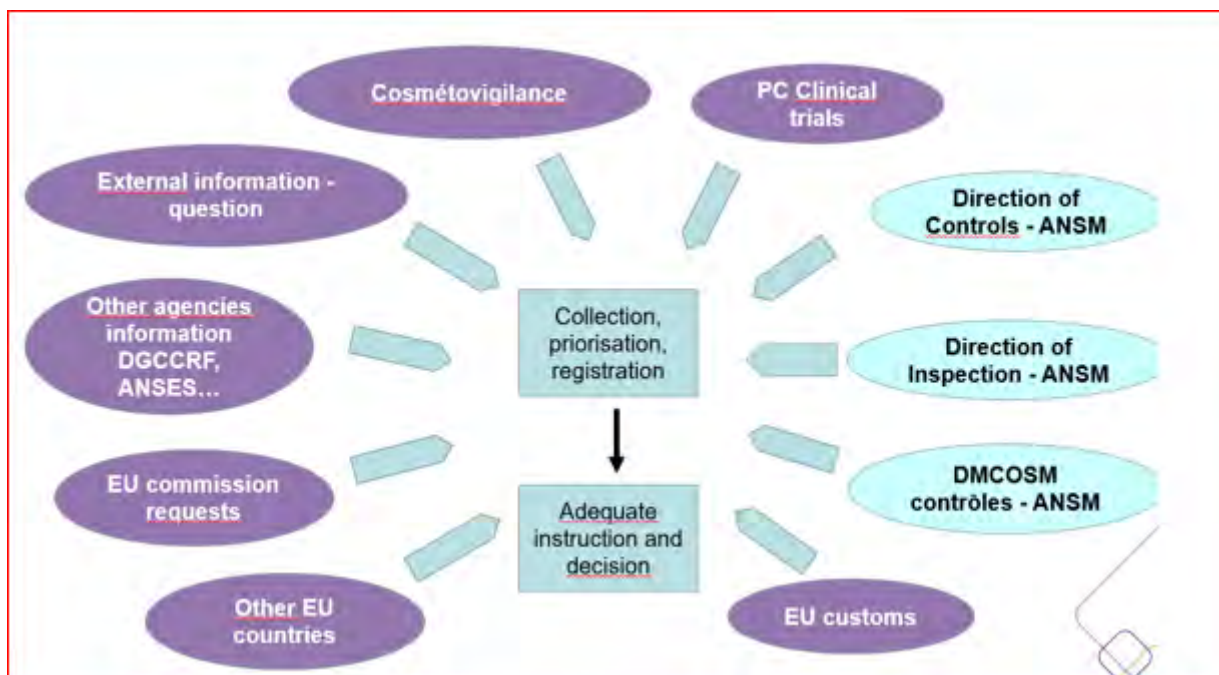 Cosmétovigilance
PC Clinical
trials
External information -
question
Direction of
Controls - ANSM
Other agencies
information
DGCCRF,
ANSES...
Collection,
priorisation,
registration
Direction of
Inspection - ANSM
EU commission
requests
Adequate
instruction and
decision
DMCOSM
contrôles - ANSM
Other EU
countries
EU customs